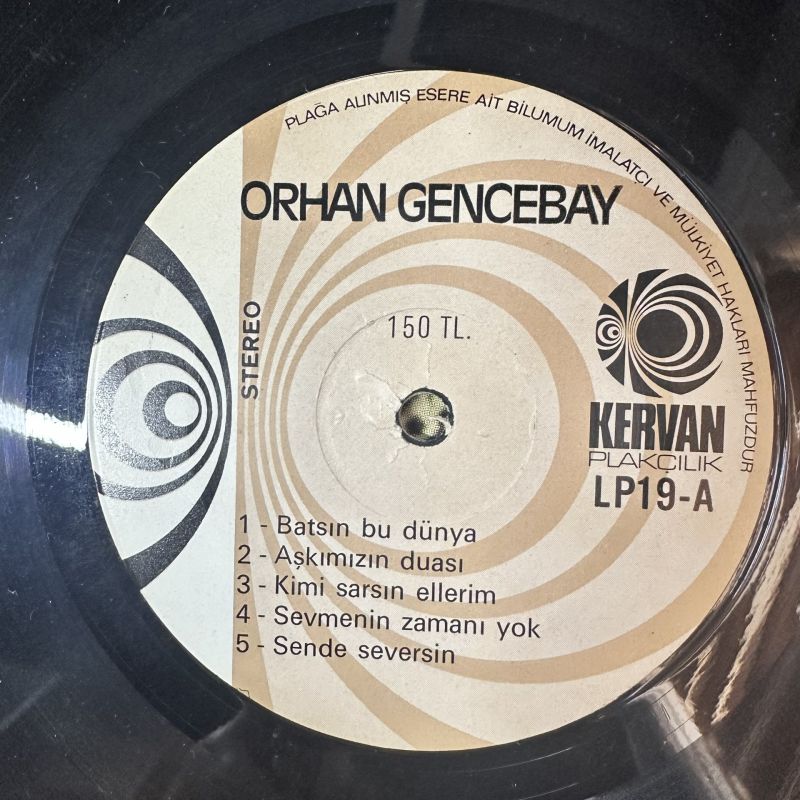 PLAĞA ALINMIŞ ESERE AİT BİLUMUM İMALATÇI VE MÜLKİYET HAKLARI MAHFUZDUR
ORHAN GENCEBAY
STEREO
150 TL.
KERVAN
PLAKÇILIK
LP19-A
1 - Batsın bu dünya
2 - Aşkımızın duası
3 - Kimi sarsın ellerim
4 - Sevmenin zamanı yok
5 - Sende seversin